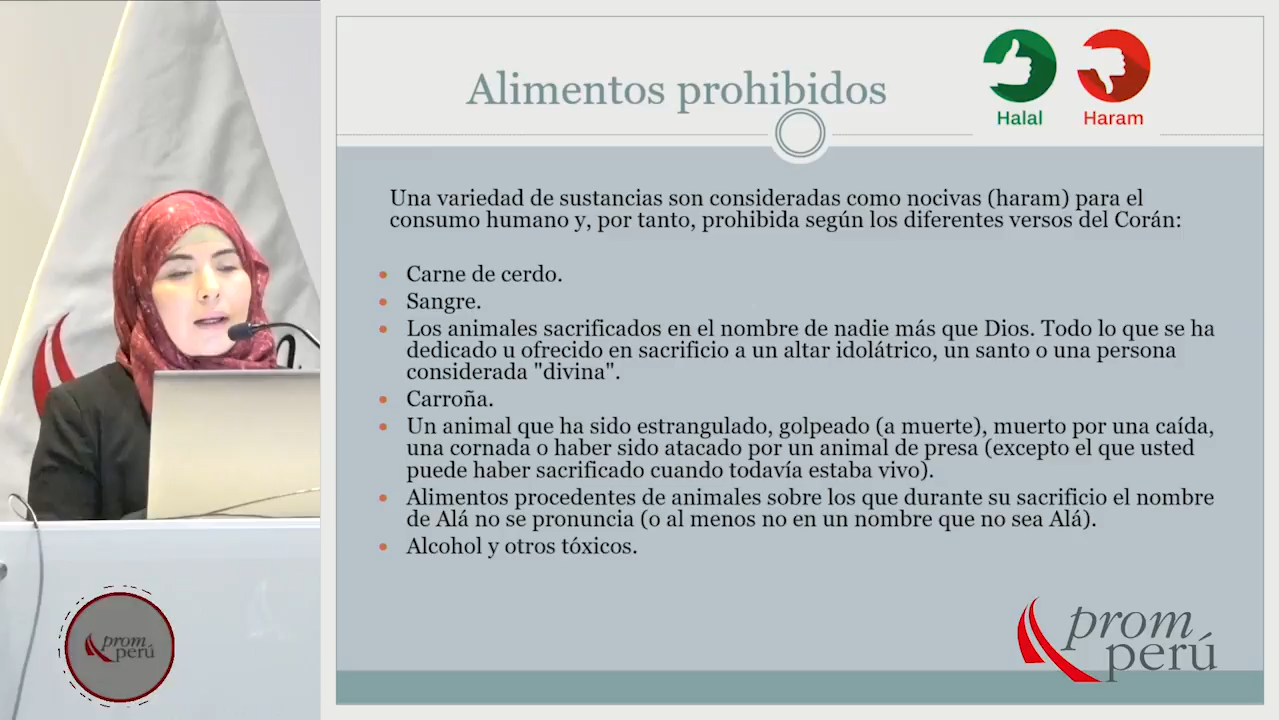 Alimentos prohibidos
Halal
Haram
Una variedad de sustancias son consideradas como nocivas (haram) para el
consumo humano y, por tanto, prohibida según los diferentes versos del Corán:
• Carne de cerdo.
• Sangre.
• Los animales sacrificados en el nombre de nadie más que Dios. Todo lo que se ha
dedicado u ofrecido en sacrificio a un altar idolátrico, un santo o una persona
considerada "divina".
• Carroña.
• Un animal que ha sido estrangulado, golpeado (a muerte), muerto por una caída,
una cornada o haber sido atacado por un animal de presa (excepto el que usted
puede haber sacrificado cuando todavía estaba vivo).
• Alimentos procedentes de animales sobre los que durante su sacrificio el nombre
de Alá no se pronuncia (o al menos no en un nombre que no sea Alá).
• Alcohol y otros tóxicos.
prom
perú
prom
perú